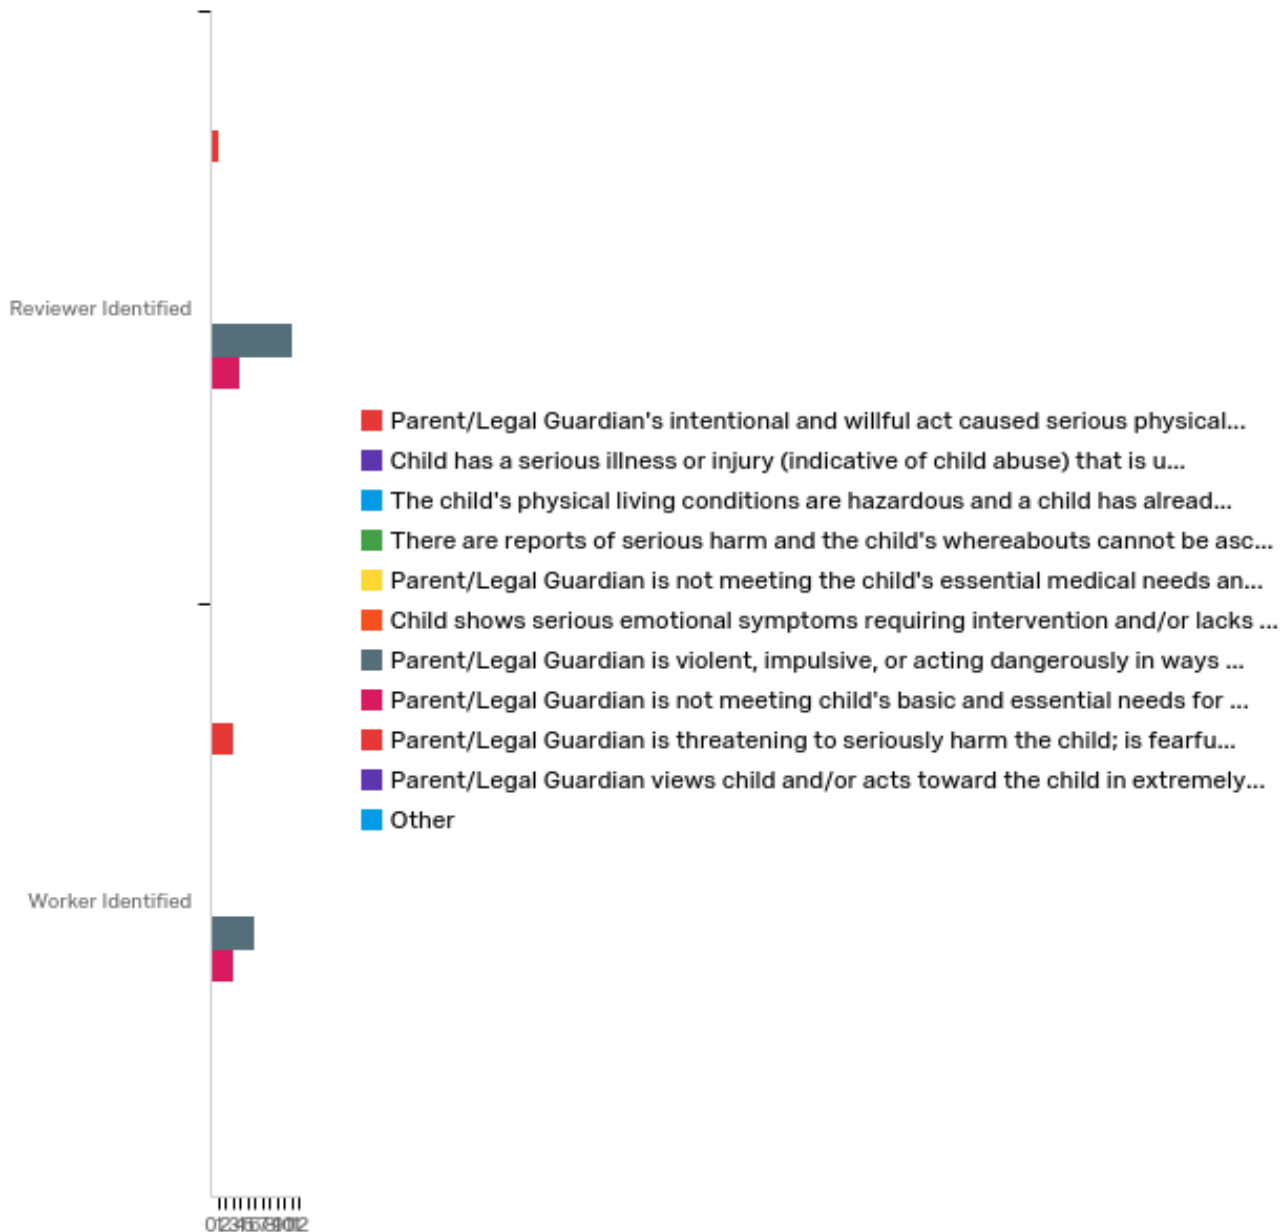 Reviewer Identified
Parent/Legal Guardian's intentional and willful act caused serious physical...
Child has a serious illness or injury (indicative of child abuse) that is u...
The child's physical living conditions are hazardous and a child has alread...
There are reports of serious harm and the child's whereabouts cannot be asc...
Parent/Legal Guardian is not meeting the child's essential medical needs an...
Child shows serious emotional symptoms requiring intervention and/or lacks ...
Parent/Legal Guardian is violent, impulsive, or acting dangerously in ways ...
Parent/Legal Guardian is not meeting child's basic and essential needs for ...
Parent/Legal Guardian is threatening to seriously harm the child; is fearfu...
Parent/Legal Guardian views child and/or acts toward the child in extremely...
Other
Worker Identified